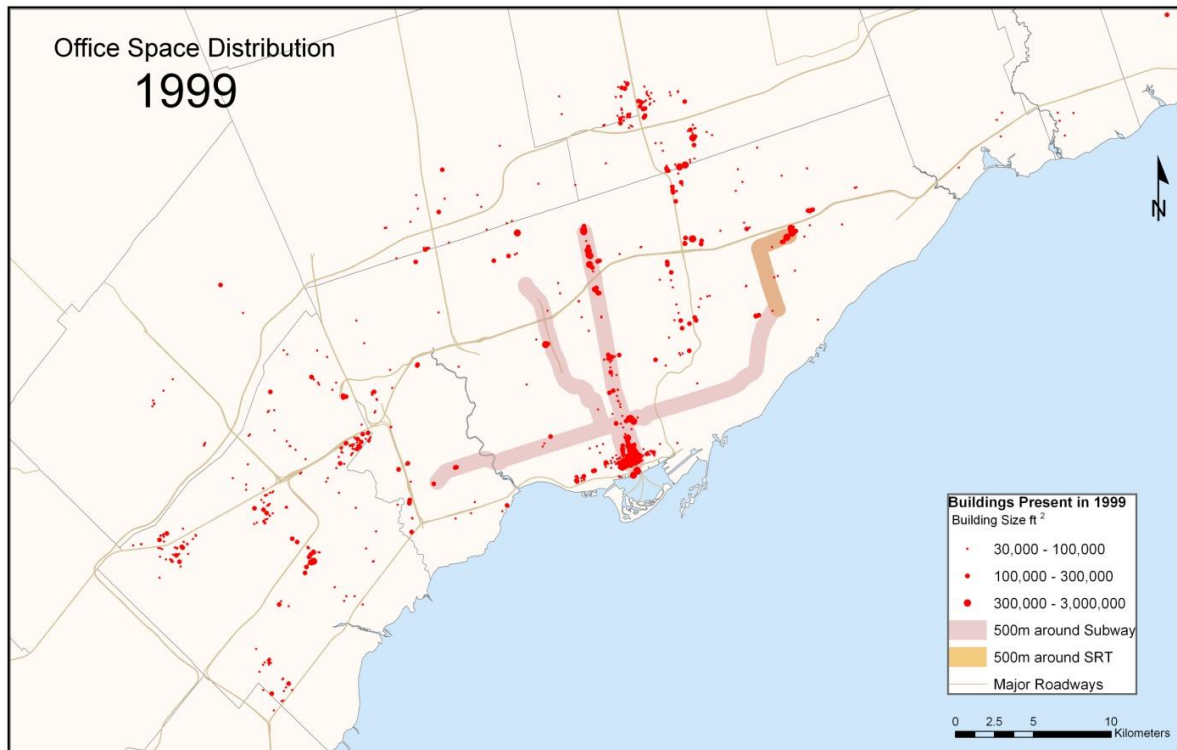 Office Space Distribution
1999
N
Buildings Present in 1999
Building Size ft 2
30,000 - 100,000
100,000 - 300,000
300,000 - 3,000,000
500m around Subway
500m around SRT
Major Roadways
0 2.5 5 10
Kilometers